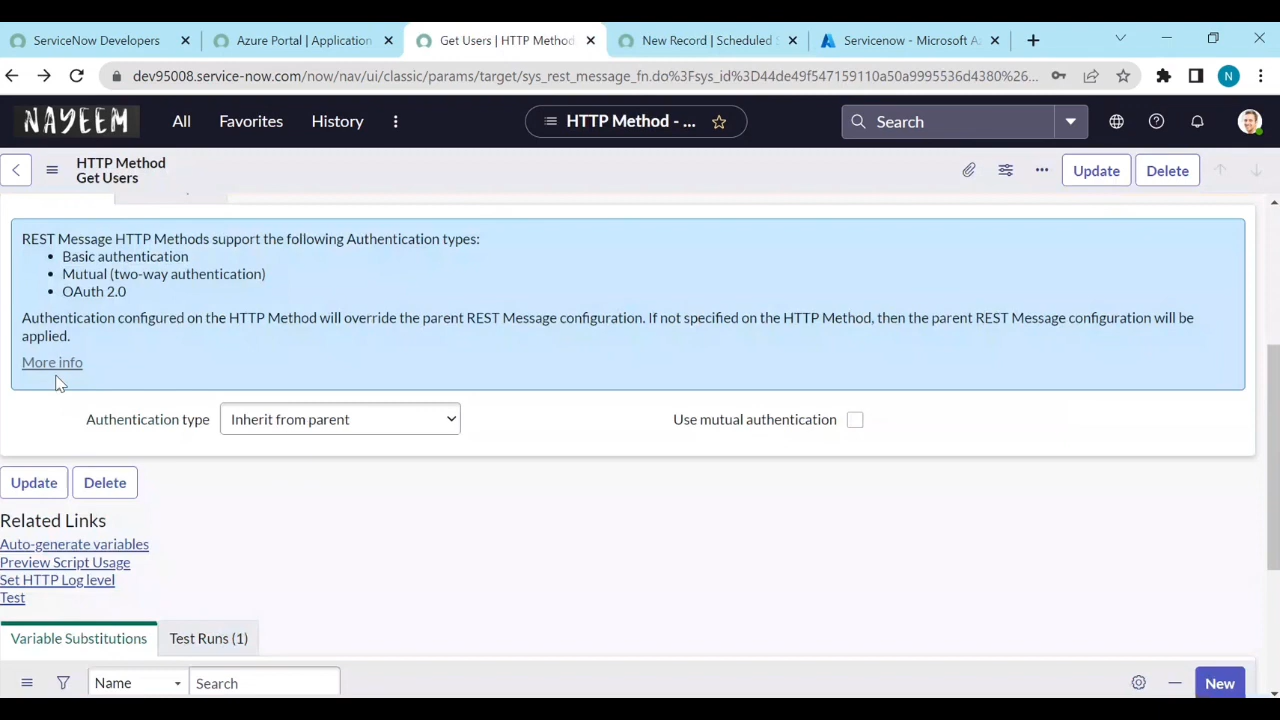 ServiceNow Developers
Azure Portal | Application
Get Users | HTTP Method
New Record | Scheduled S
Servicenow - Microsoft A
dev95008.service-now.com/now/nav/ui/classic/params/target/sys_rest_message_fn.do%3Fsys_id%3D44de49f547159110a50a9995536d4380%26...
N
NAYEEM
All
Favorites
History
HTTP Method - ...
Search
HTTP Method
Get Users
Update
Delete
REST Message HTTP Methods support the following Authentication types:
• Basic authentication
• Mutual (two-way authentication)
• OAuth 2.0
Authentication configured on the HTTP Method will override the parent REST Message configuration. If not specified on the HTTP Method, then the parent REST Message configuration will be
applied.
More info
Authentication type
Inherit from parent
Use mutual authentication
Update
Delete
Related Links
Auto-generate variables
Preview Script Usage
Set HTTP Log level
Test
Variable Substitutions
Test Runs (1)
Name
Search
New